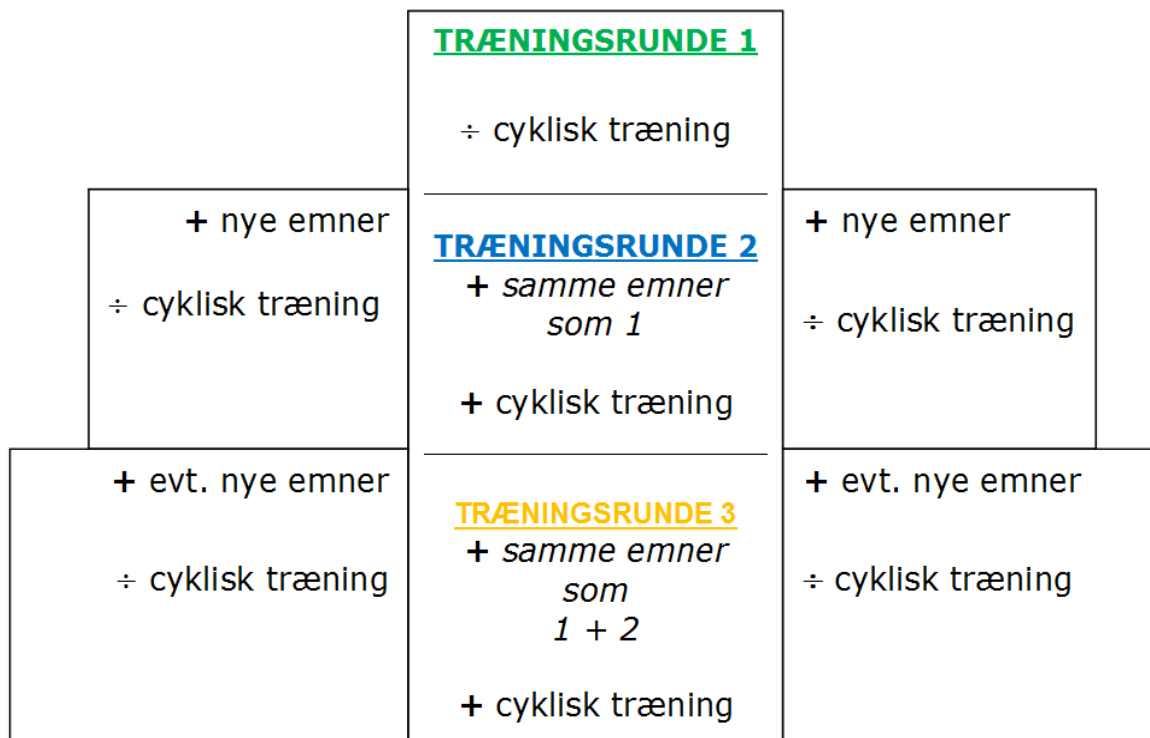 TRÆNINGSRUNDE 1
÷ cyklisk træning
+ nye emner
÷ cyklisk træning
TRÆNINGSRUNDE 2
+ samme emner
som 1
+ cyklisk træning
+ nye emner
÷ cyklisk træning
+ evt. nye emner
÷ cyklisk træning
TRÆNINGSRUNDE 3
+ samme emner
som
1 + 2
+ cyklisk træning
+ evt. nye emner
÷ cyklisk træning